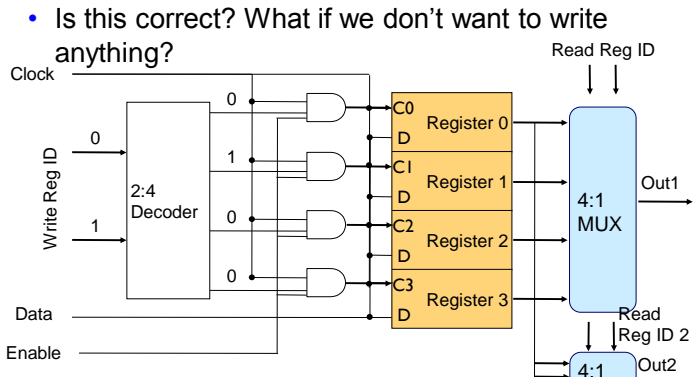 • Is this correct? What if we don't want to write
anything?
Read Reg ID
Clock
0
C0
Register 0
D
0
1
C1
Register 1
D
Write Reg ID
2:4
Decoder
4:1
MUX
Out1
1
0
C2
Register 2
D
0
C3
Register 3
D
Data
Read
Reg ID 2
Enable
4:1
Out2